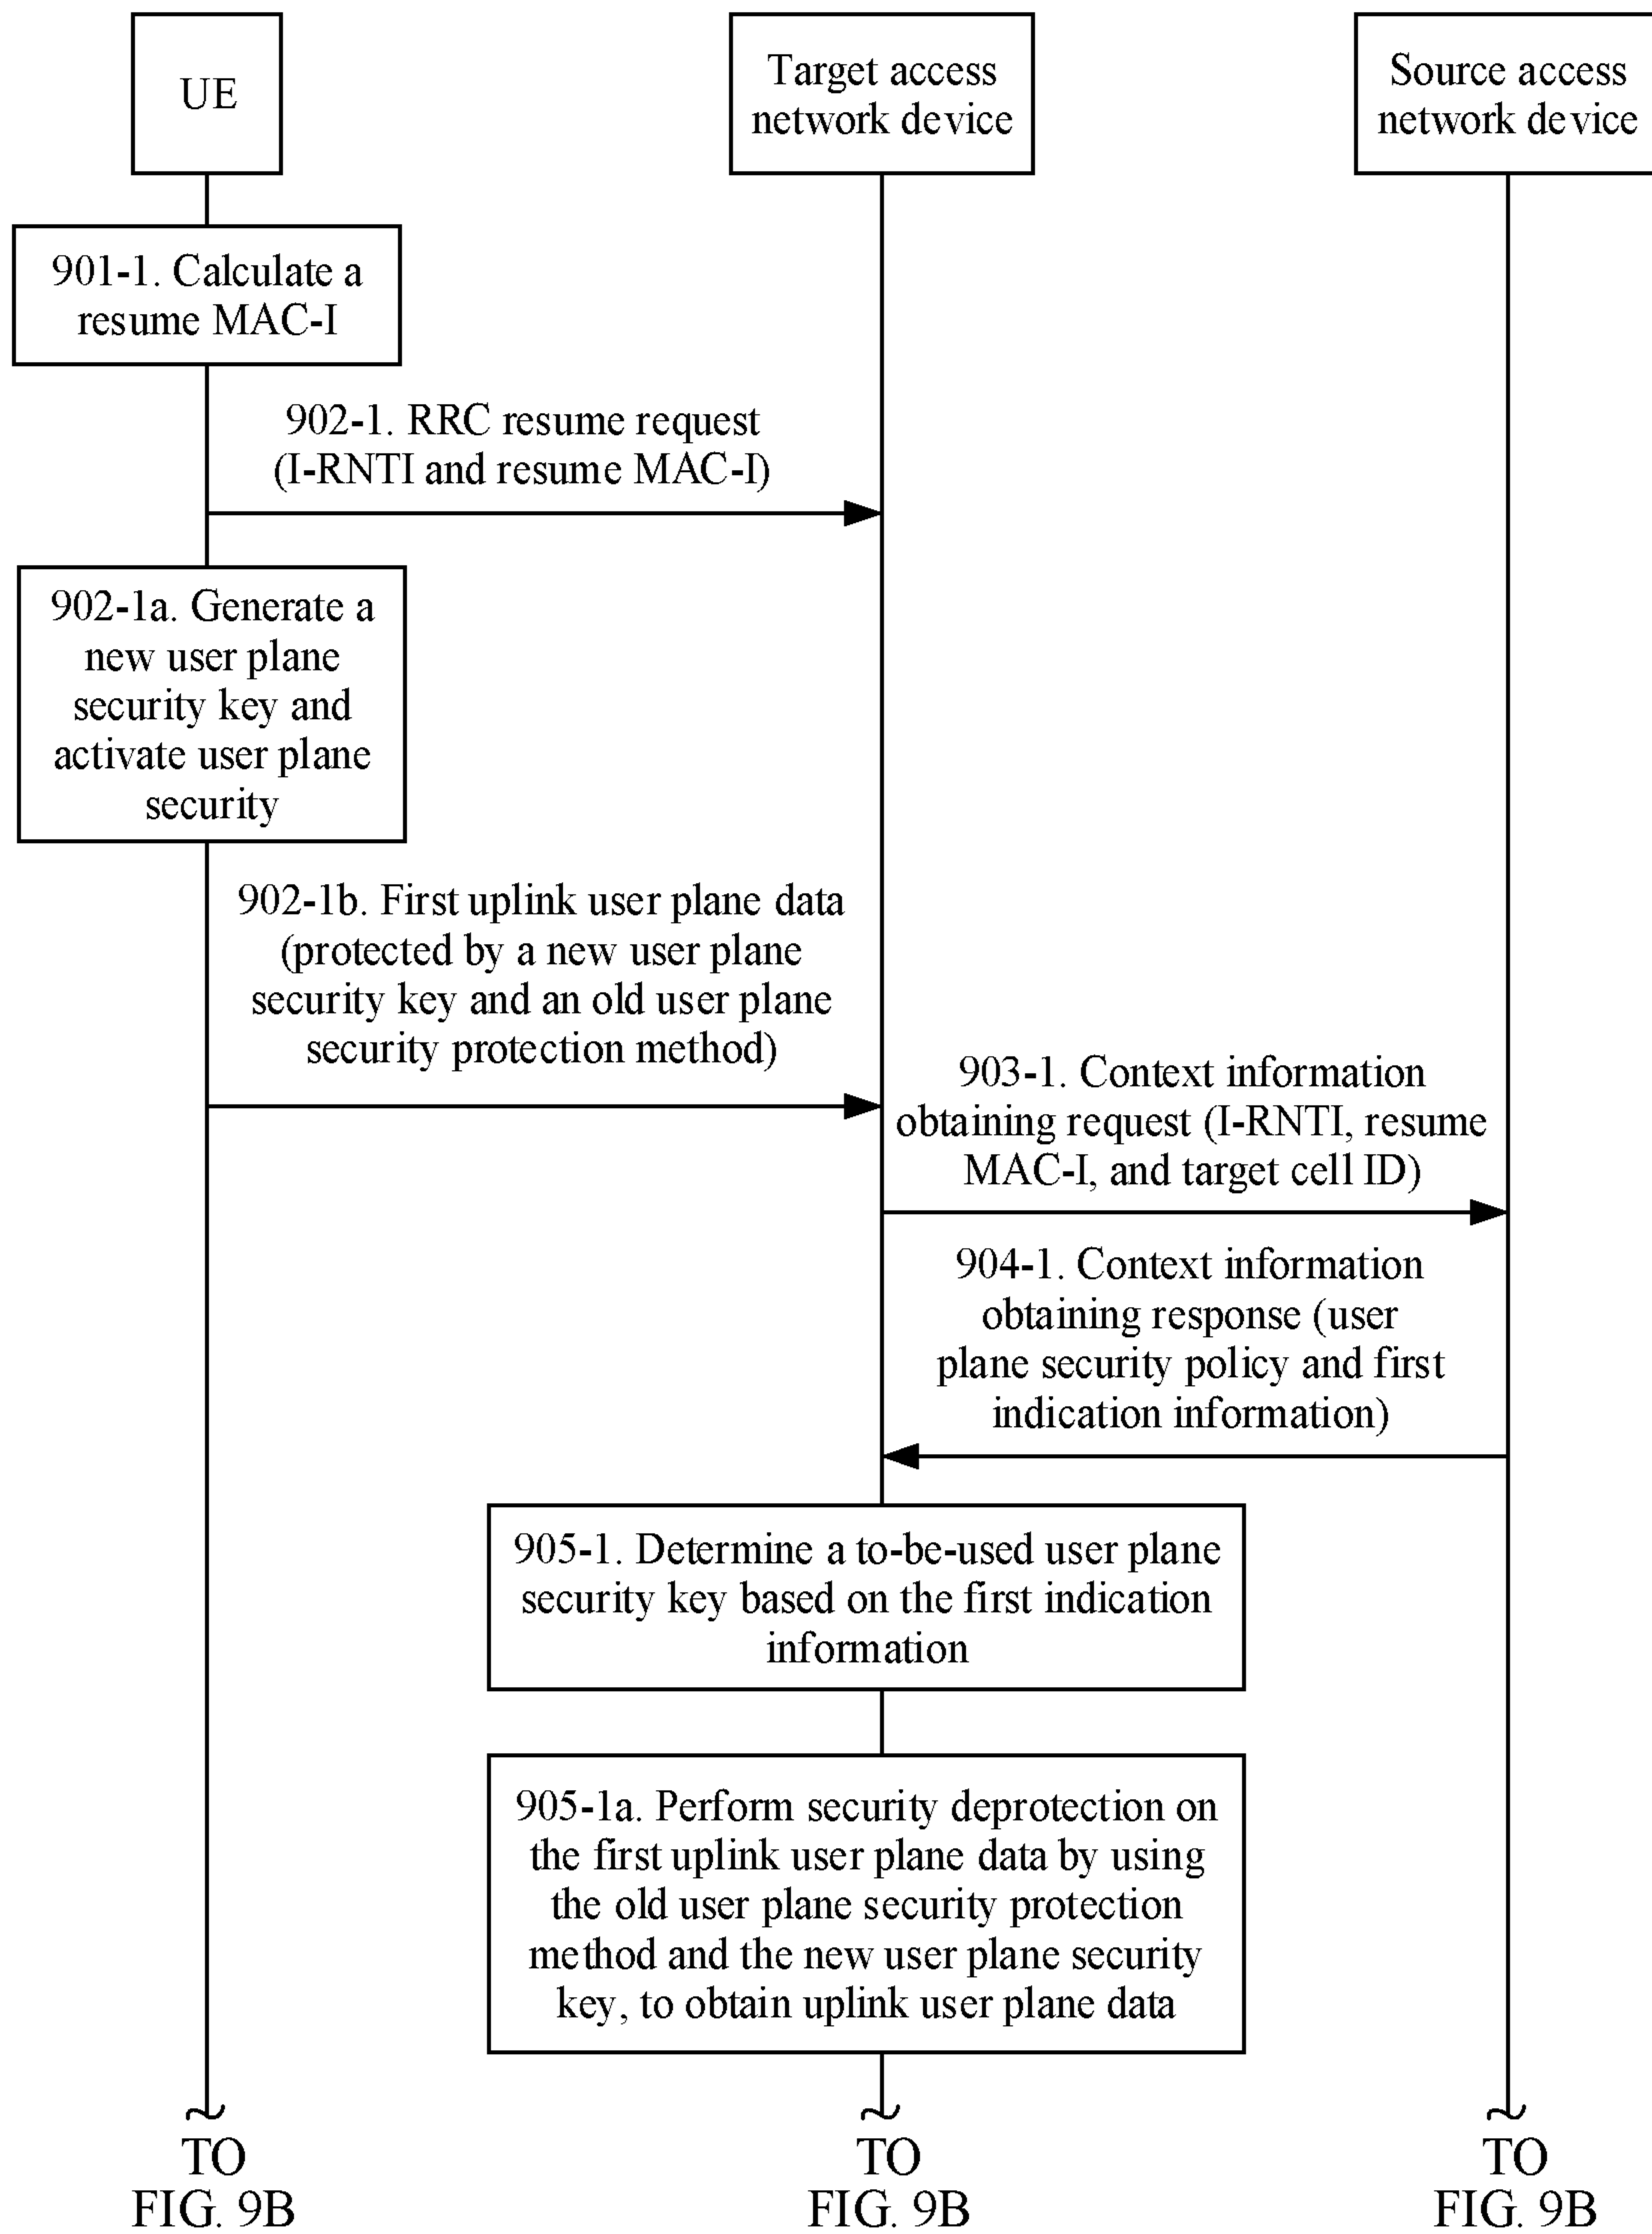 UE
Target access
network device
Source access
network device
901-1. Calculate a
resume MAC-I
902-1. RRC resume request
(I-RNTI and resume MAC-I)
902-1a. Generate a
new user plane
security key and
activate user plane
security
902-1b. First uplink user plane data
(protected by a new user plane
security key and an old user plane
security protection method)
903-1. Context information
obtaining request (I-RNTI, resume
MAC-I, and target cell ID)
904-1. Context information
obtaining response (user
plane security policy and first
indication information)
905-1. Determine a to-be-used user plane
security key based on the first indication
information
905-1a. Perform security deprotection on
the first uplink user plane data by using
the old user plane security protection
method and the new user plane security
key, to obtain uplink user plane data
TO
FIG. 9B
TO
FIG. 9B
TO
FIG. 9B